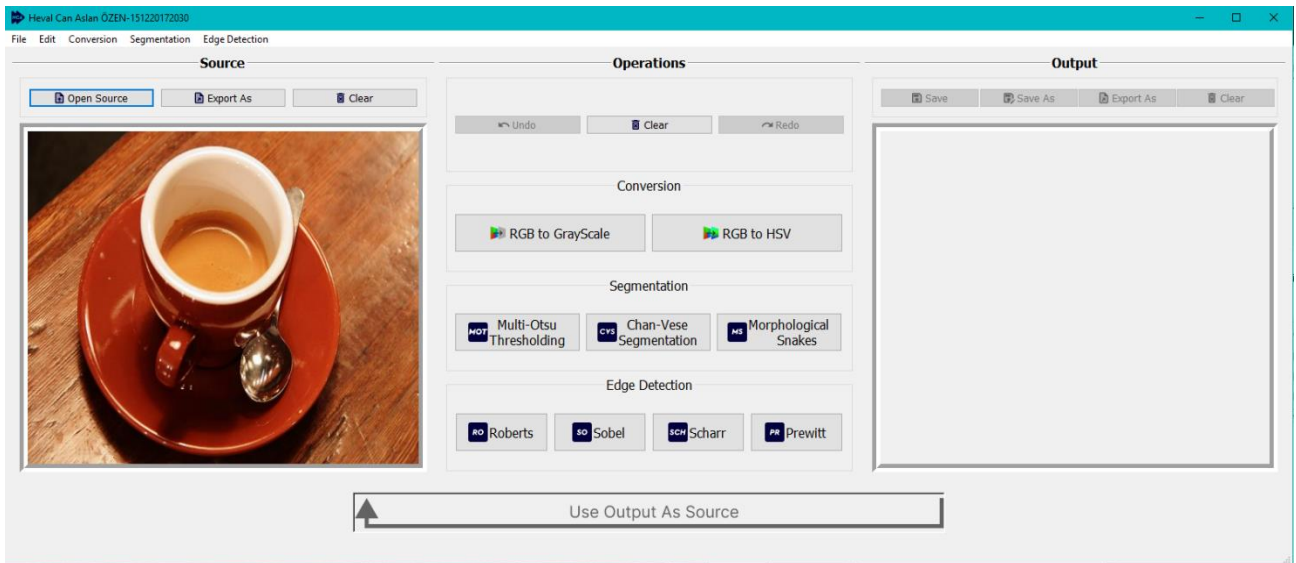 Heval Can Aslan ÖZEN-151220172030
File Edit Conversion Segmentation Edge Detection
Source
Open Source Export As Clear
Operations
Undo Clear Redo
Conversion
RGB to GrayScale RGB to HSV
Segmentation
MOT Multi-Otsu Thresholding
CVS Chan-Vese Segmentation
MS Morphological Snakes
Edge Detection
RO Roberts SO Sobel SCH Scharr PR Prewitt
Output
Save Save As Export As Clear
Use Output As Source